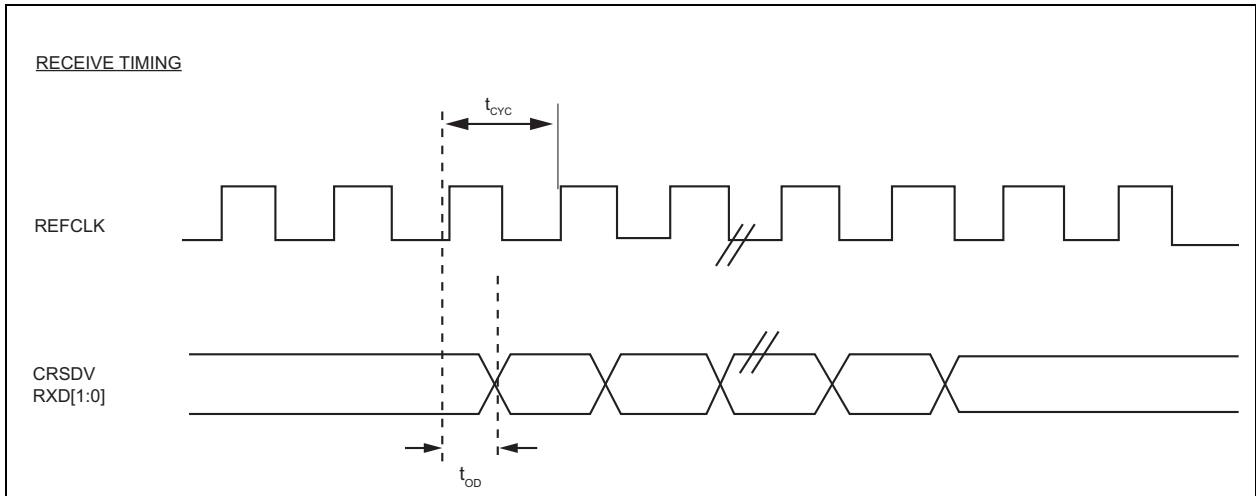 RECEIVE TIMING
tCYC
REFCLK
CRSDV
RXD[1:0]
tOD